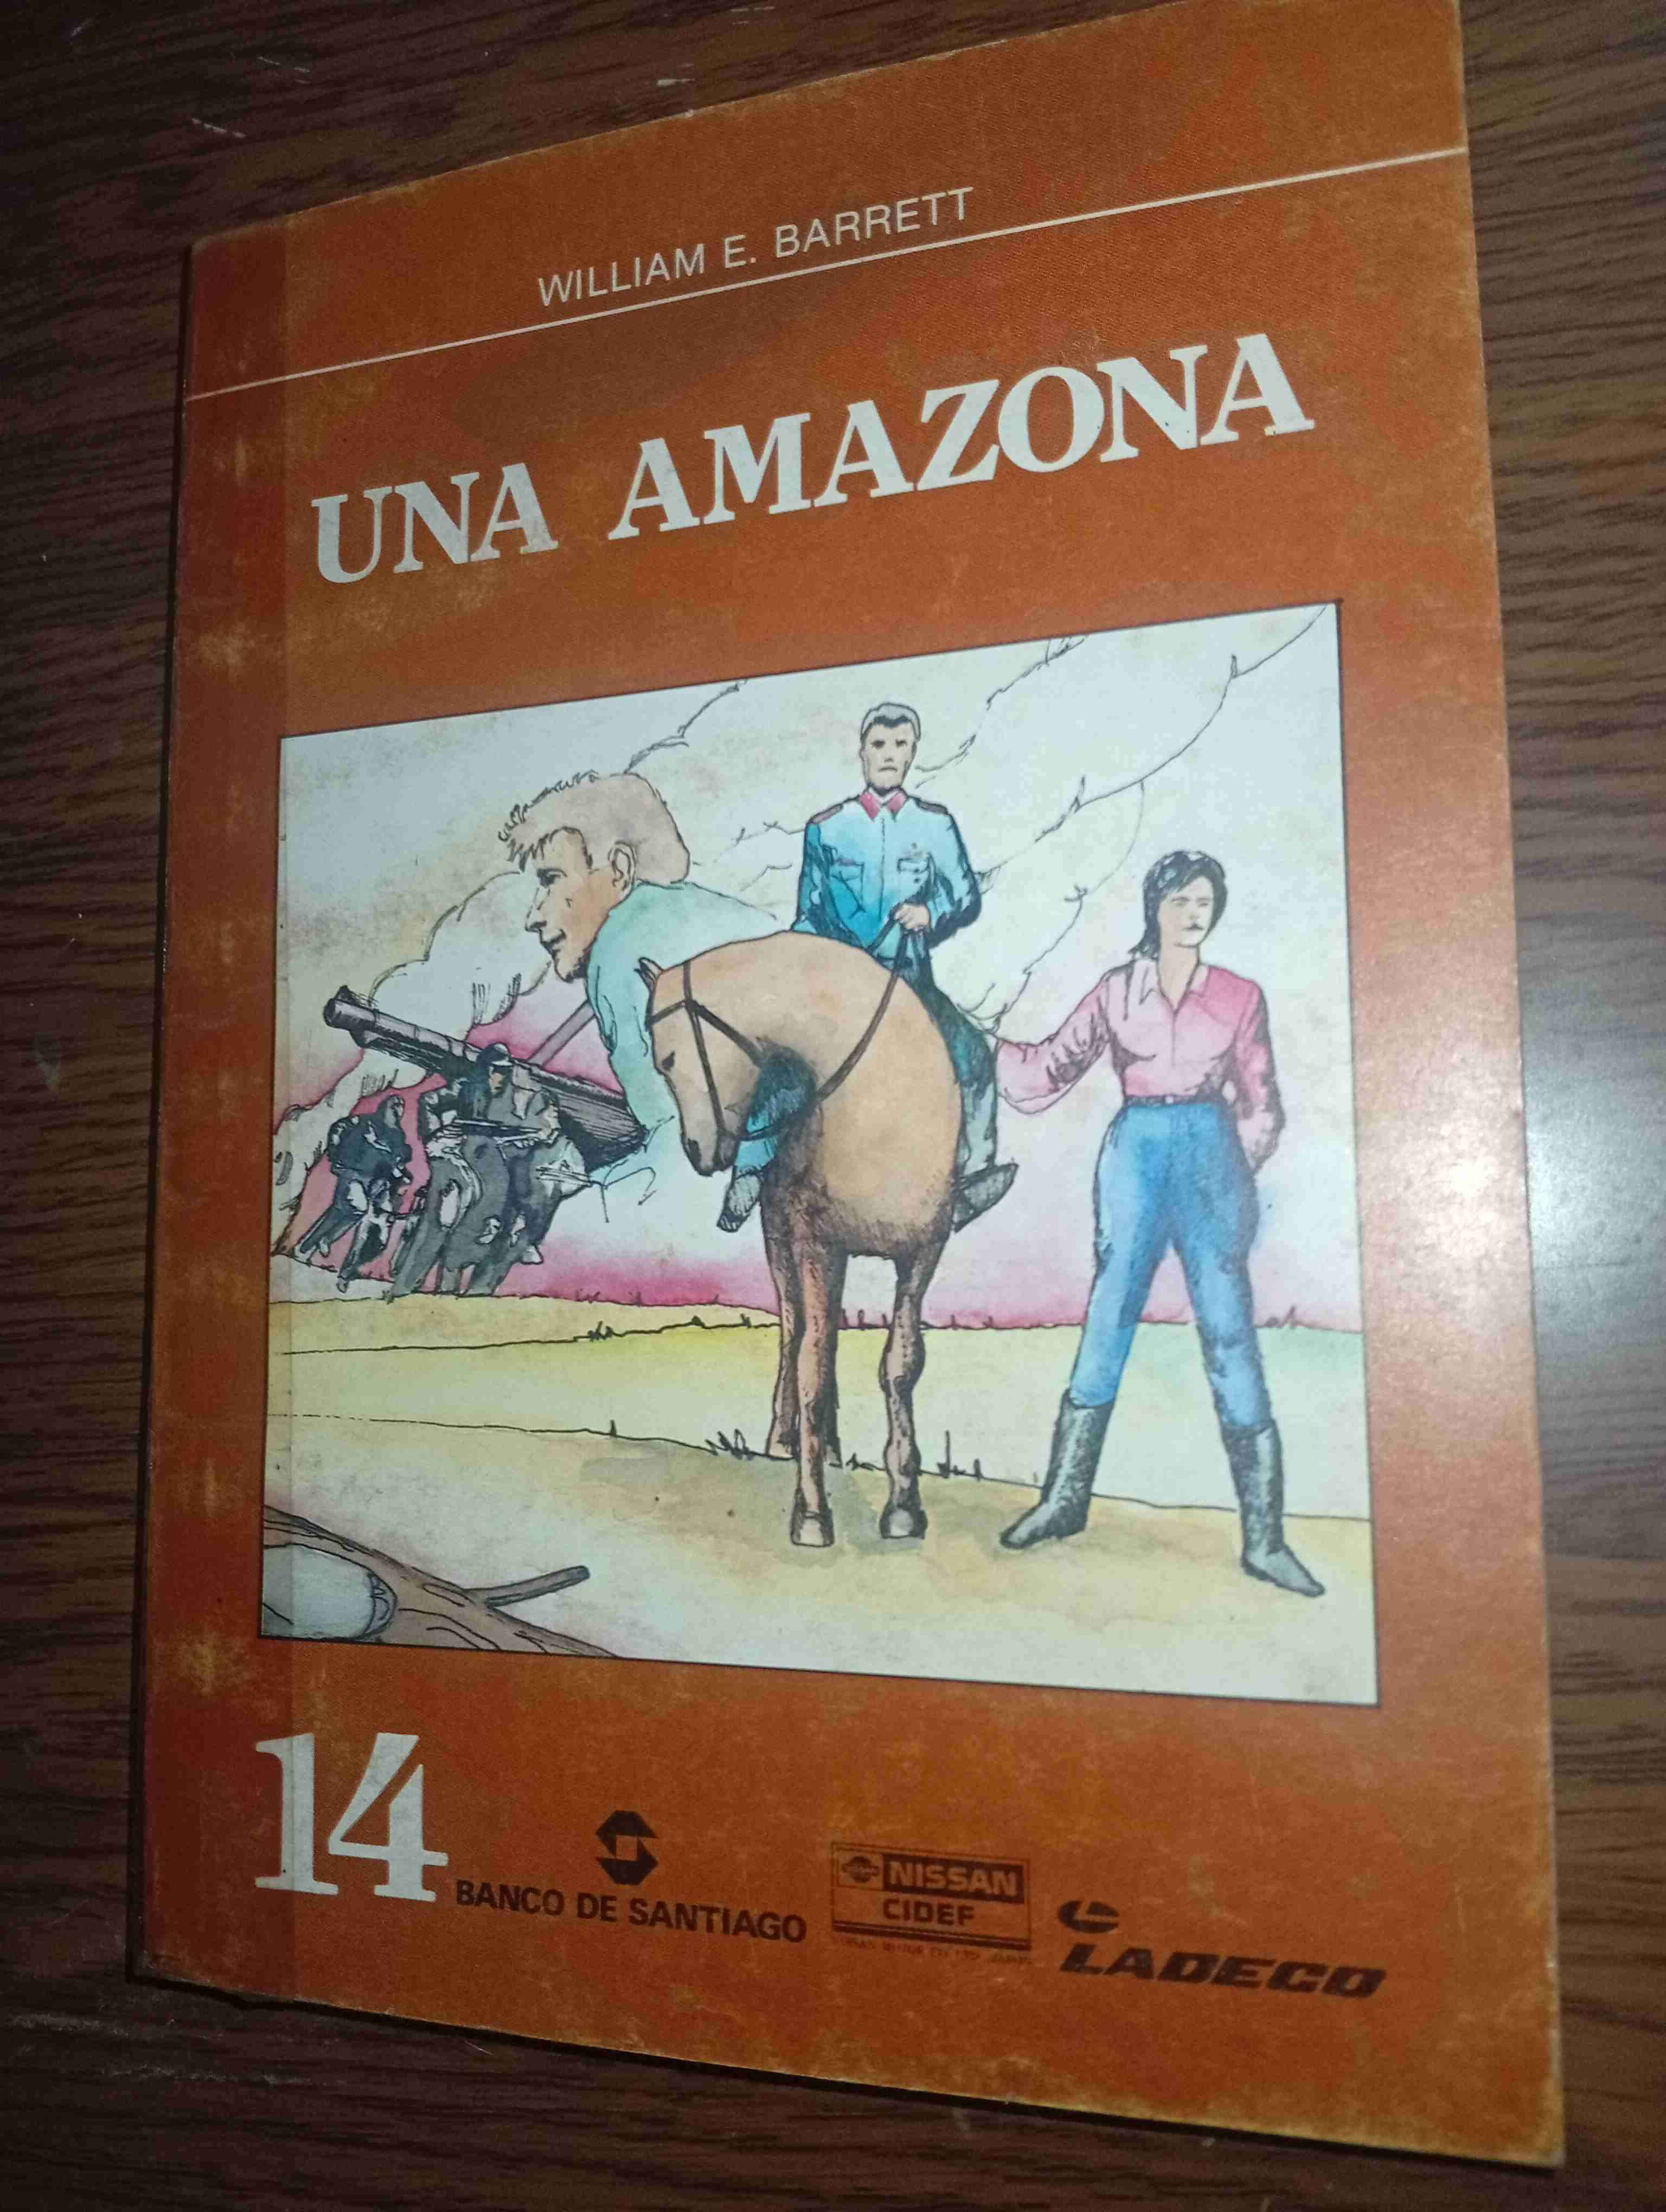 WILLIAM E. BARRETT
UNA AMAZONA
14
BANCO DE SANTIAGO
NISSAN
CIDEF
LADECO